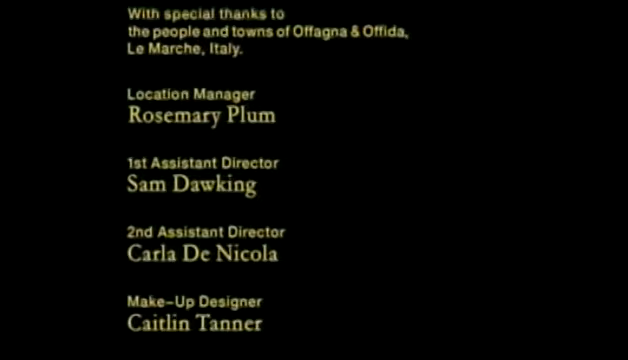 With special thanks to
the people and towns of Offagna & Offida,
Le Marche, Italy.
Location Manager
Rosemary Plum
1st Assistant Director
Sam Dawking
2nd Assistant Director
Carla De Nicola
Make-Up Designer
Caitlin Tanner